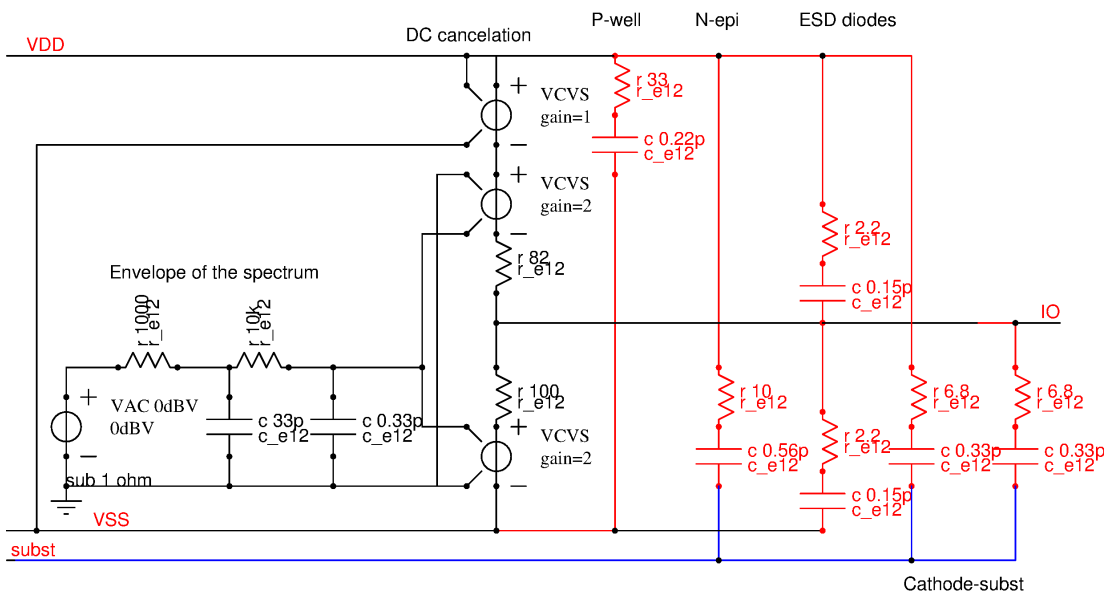 P-well
N-epi
ESD diodes
DC cancelation
VDD
r 33
r_e12
+
VCVS
gain=1
c 0.22p
c_e12
−
+
VCVS
gain=2
r 2.2
r_e12
−
r 82
r_e12
Envelope of the spectrum
c 0.15p
c_e12
r 1000
r_e12
r 10k
r_e12
IO
+
VAC 0dBV
0dBV
c 33p
c_e12
c 0.33p
c_e12
r 100
r_e12
r 10
r_e12
r 6.8
r_e12
r 6.8
r_e12
+
VCVS
gain=2
r 2.2
r_e12
−
c 0.56p
c_e12
c 0.33p
c_e12
c 0.33p
c_e12
−
sub 1 ohm
c 0.15p
c_e12
VSS
subst
Cathode-subst